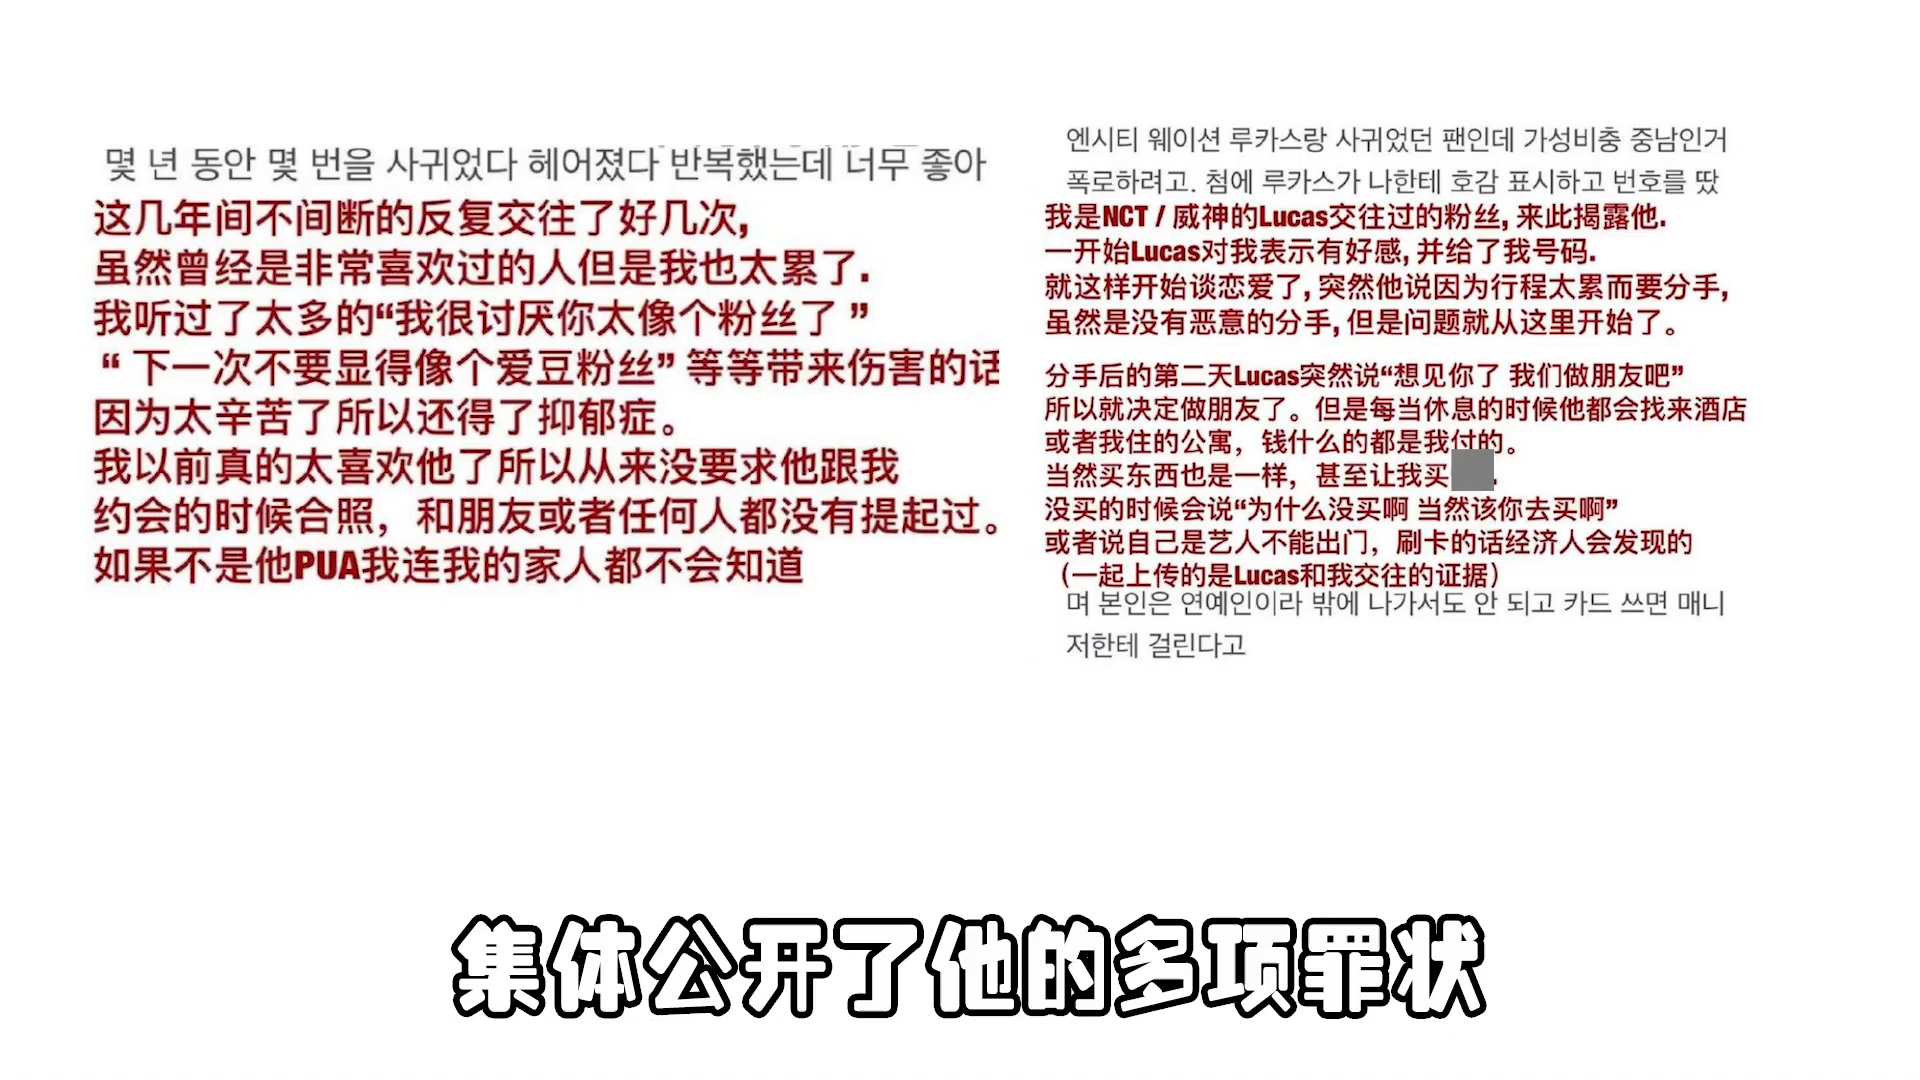 몇 년 동안 몇 번을 사귀었다 헤어졌다 반복했는데 너무 좋아
这几年间不间断的反复交往了好几次,
虽然曾经是非常喜欢过的人但是我也太累了.
我听过了太多的“我很讨厌你太像个粉丝了 ”
“ 下一次不要显得像个爱豆粉丝” 等等带来伤害的话
因为太辛苦了所以还得了抑郁症。
我以前真的太喜欢他了所以从来没要求他跟我
约会的时候合照，和朋友或者任何人都没有提起过。
如果不是他PUA我连我的家人都不会知道
엔시티 웨이션 루카스랑 사귀었던 팬인데 가성비충 중남인거
폭로하려고. 첨에 루카스가 나한테 호감 표시하고 번호를 땄
我是NCT / 威神的Lucas交往过的粉丝, 来此揭露他.
一开始Lucas对我表示有好感, 并给了我号码.
就这样开始谈恋爱了, 突然他说因为行程太累而要分手,
虽然是没有恶意的分手, 但是问题就从这里开始了。
分手后的第二天Lucas突然说“想见你了 我们做朋友吧”
所以就决定做朋友了。但是每当休息的时候他都会找来酒店
或者我住的公寓，钱什么的都是我付的。
当然买东西也是一样，甚至让我买
没买的时候会说“为什么没买啊 当然该你去买啊”
或者说自己是艺人不能出门，刷卡的话经济人会发现的
（一起上传的是Lucas和我交往的证据）
며 본인은 연예인이라 밖에 나가서도 안 되고 카드 쓰면 매니
저한테 걸린다고
集体公开了他的多项罪状